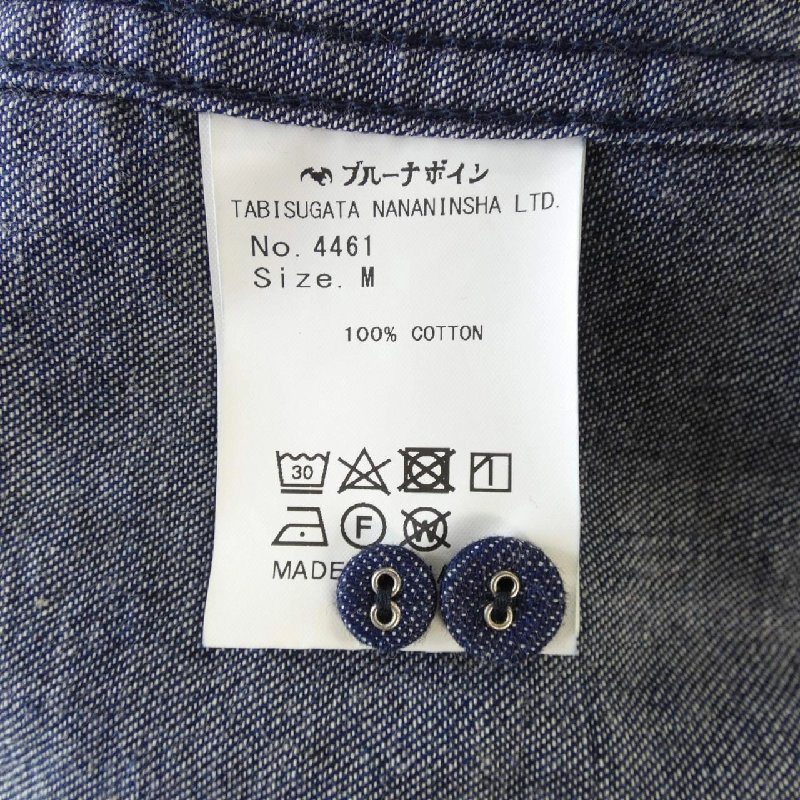 ブルーナボイン
TABISUGATA NANANINSHA LTD.
No. 4461
Size. M
100% COTTON
30
F
W
MADE